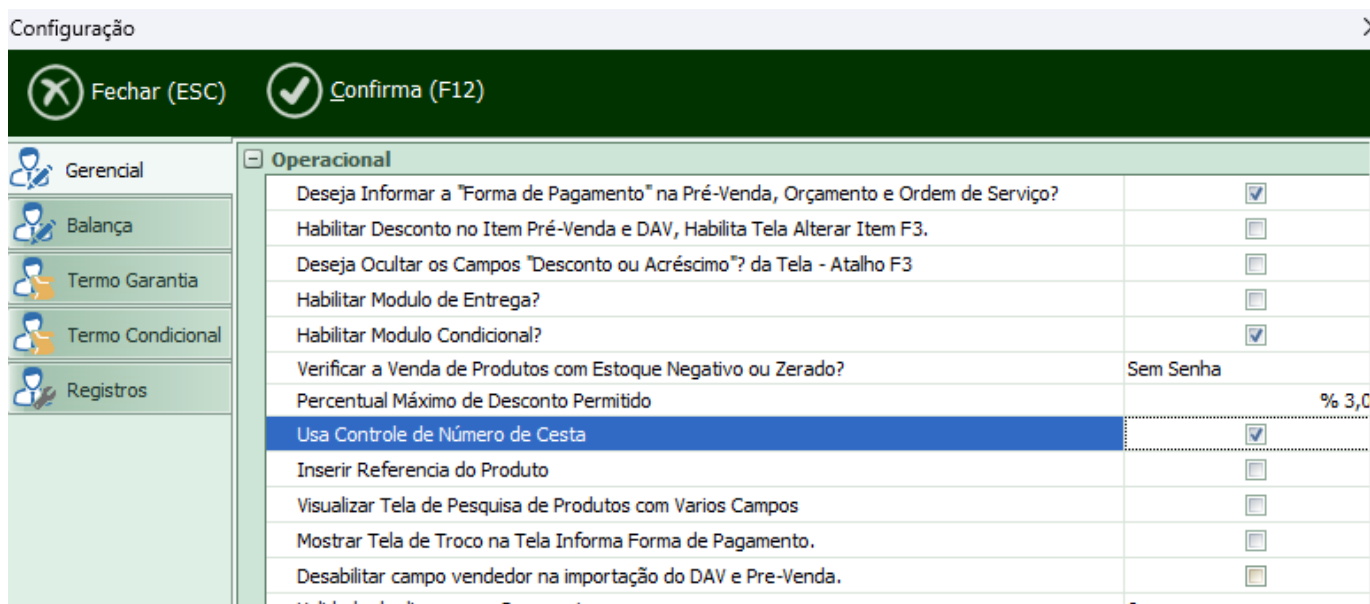 Configuração
Fechar (ESC) Confirma (F12)
Gerencial
Balança
Termo Garantia
Termo Condicional
Registros
Operacional
Deseja Informar a "Forma de Pagamento" na Pré-Venda, Orçamento e Ordem de Serviço?
Habilitar Desconto no Item Pré-Venda e DAV, Habilita Tela Alterar Item F3.
Deseja Ocultar os Campos "Desconto ou Acréscimo"? da Tela - Atalho F3
Habilitar Modulo de Entrega?
Habilitar Modulo Condicional?
Verificar a Venda de Produtos com Estoque Negativo ou Zerado? Sem Senha
Percentual Máximo de Desconto Permitido % 3,0
Usa Controle de Número de Cesta
Inserir Referencia do Produto
Visualizar Tela de Pesquisa de Produtos com Varios Campos
Mostrar Tela de Troco na Tela Informa Forma de Pagamento.
Desabilitar campo vendedor na importação do DAV e Pre-Venda.